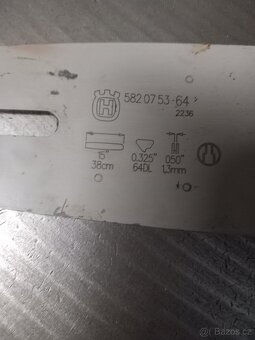 582 07 53-64
2236
15"
38cm
0.325"
64DL
.050"
1,3mm
bazos.cz